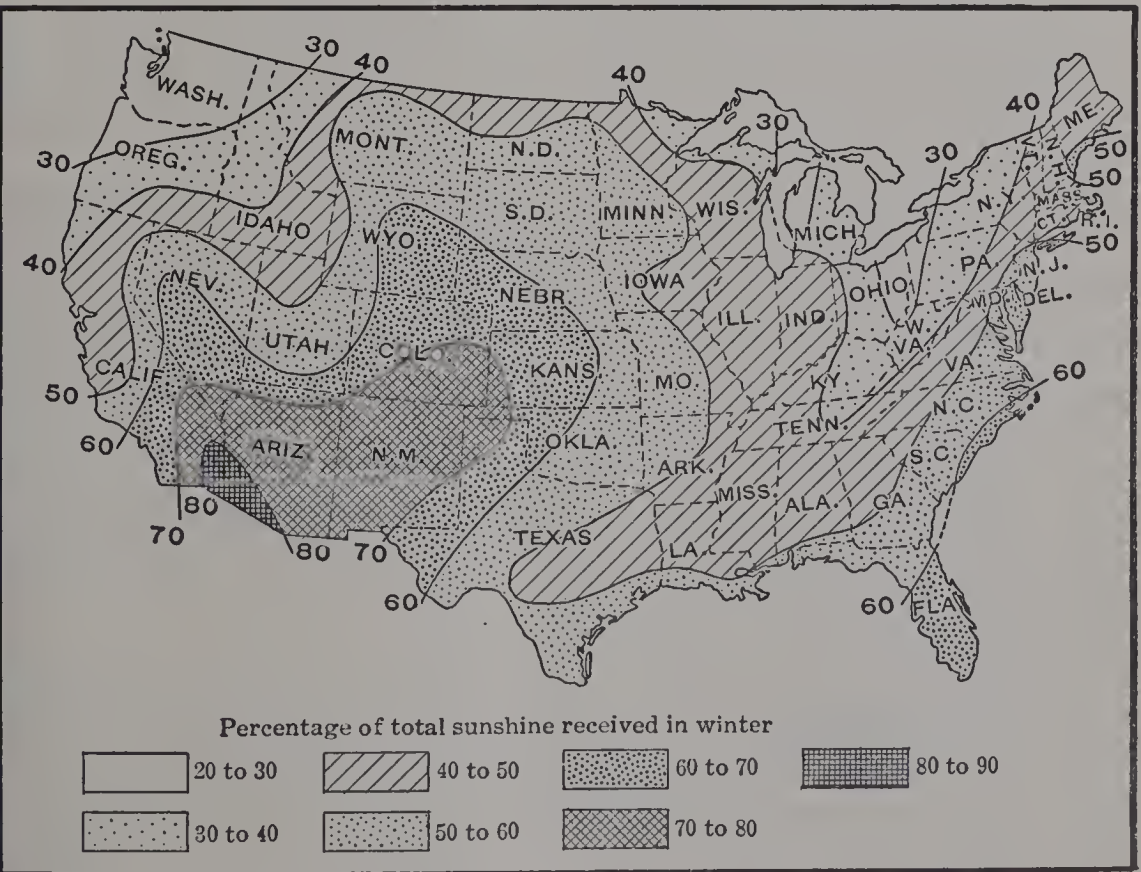 30
40
40
30
40
30
WASH.
ME.
VT.
N.H.
OREG.
MONT.
N.D.
50
30
50
MASS.
CT.
R.I.
50
IDAHO
WYO
S.D.
MINN
WIS.
MICH
N.Y.
PA.
N.J.
40
NEV.
NEBR
IOWA
ILL.
IND
OHIO
MD.
DEL.
W.
VA.
UTAH
COLO
KANS
MO
KY
VA.
CALIF
50
60
60
N.C.
TENN.
ARIZ
N.M.
OKLA
ARK.
S.C.
MISS.
ALA.
GA.
80
70
80
70
TEXAS
LA.
60
60
FLA
Percentage of total sunshine received in winter
20 to 30
40 to 50
60 to 70
80 to 90
30 to 40
50 to 60
70 to 80